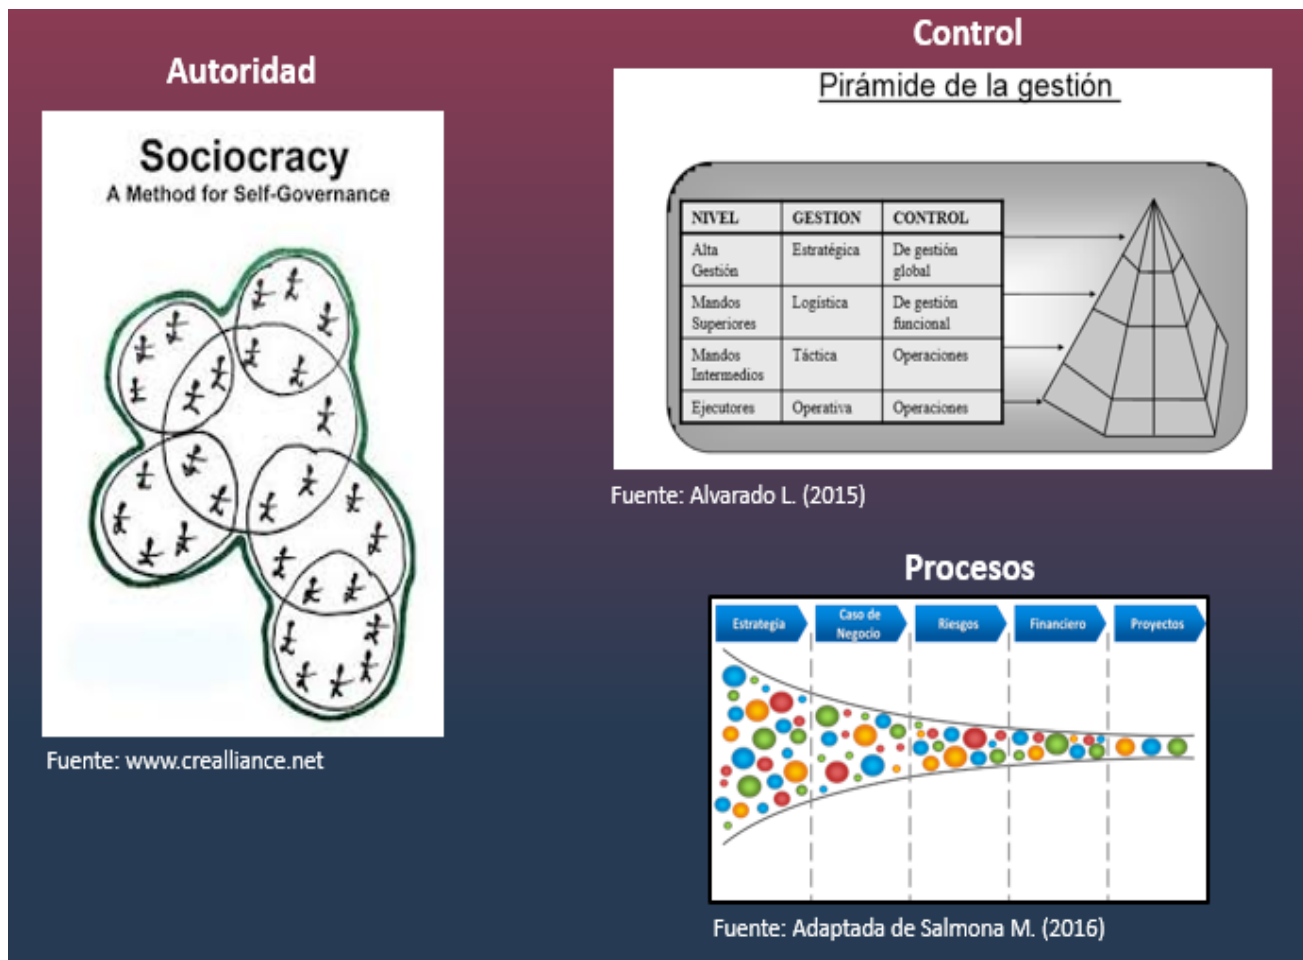 Autoridad
Sociocracy
A Method for Self-Governance
Fuente: www.crealliance.net
Control
Pirámide de la gestión
NIVEL GESTION CONTROL
Alta Gestión Estratégica De gestión global
Mandos Superiores Logística De gestión funcional
Mandos Intermedios Táctica Operaciones
Ejecutores Operativa Operaciones
Fuente: Alvarado L. (2015)
Procesos
Estrategia
Caso de
Negocio
Riesgos
Financiero
Proyectos
Fuente: Adaptada de Salmona M. (2016)